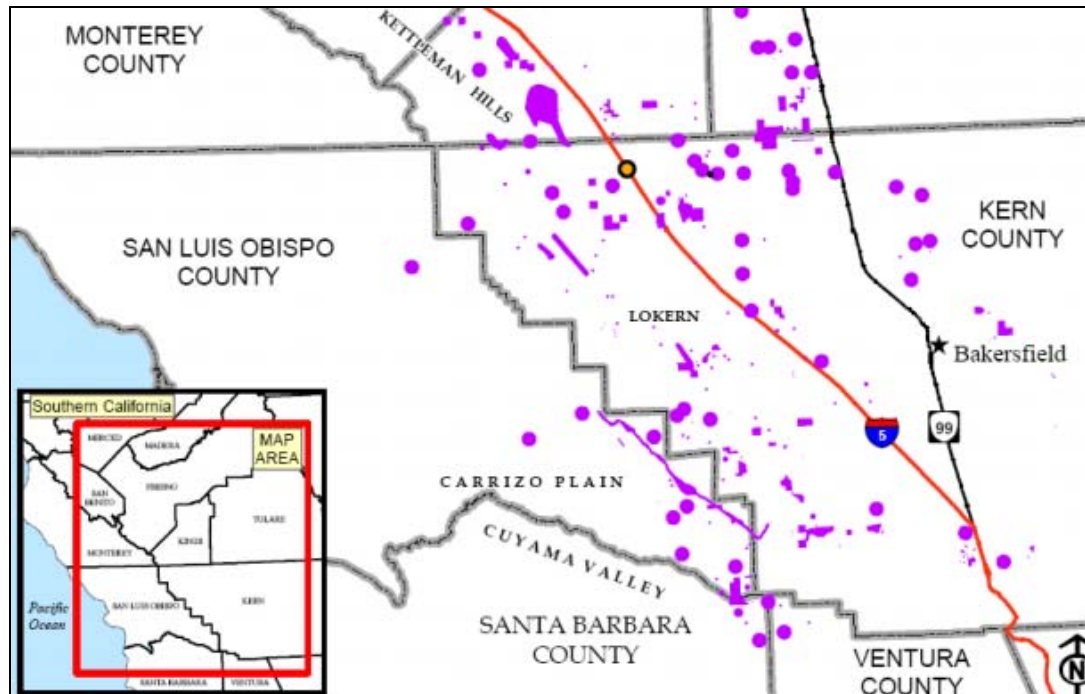 MONTEREY
COUNTY
KETTLEMAN HILLS
SAN LUIS OBISPO
COUNTY
KERN
COUNTY
LOKERN
Bakersfield
5
99
CARRIZO PLAIN
CUYAMA VALLEY
SANTA BARBARA
COUNTY
VENTURA
COUNTY
N
Southern California
MAP
AREA
MERCED
MADERA
FRESNO
SAN
BENITO
TULARE
KINGS
MONTEREY
SAN LUIS OBISPO
KERN
Pacific
Ocean
SANTA BARBARA
VENTURA